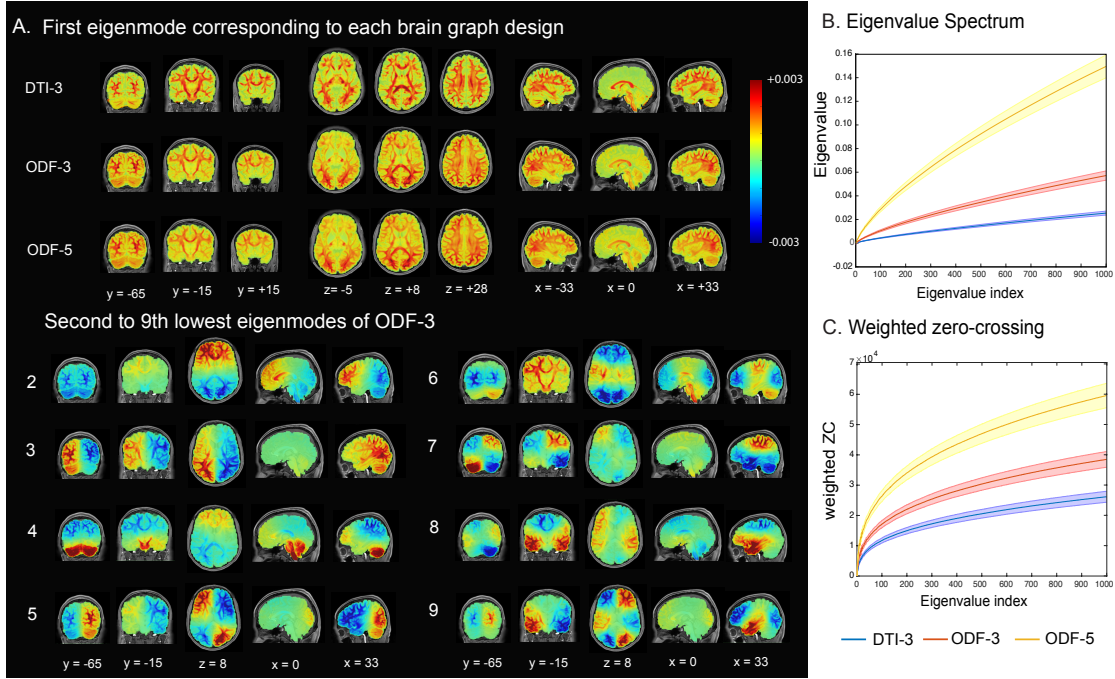 A. First eigenmode corresponding to each brain graph design
DTI-3
ODF-3
ODF-5
+0.003
-0.003
y = -65 y = -15 y = +15 z= -5 z = +8 z = +28 x = -33 x = 0 x = +33
Second to 9th lowest eigenmodes of ODF-3
2
3
4
5
6
7
8
9
y = -65 y = -15 z = 8 x = 0 x = 33 y = -65 y = -15 z = 8 x = 0 x = 33
B. Eigenvalue Spectrum
Eigenvalue
0.16
0.14
0.12
0.10
0.08
0.06
0.04
0.02
0
-0.02
0 100 200 300 400 500 600 700 800 900 1000
Eigenvalue index
C. Weighted zero-crossing
×10⁴
weighted ZC
7
6
5
4
3
2
1
0
0 100 200 300 400 500 600 700 800 900 1000
Eigenvalue index
DTI-3 ODF-3 ODF-5